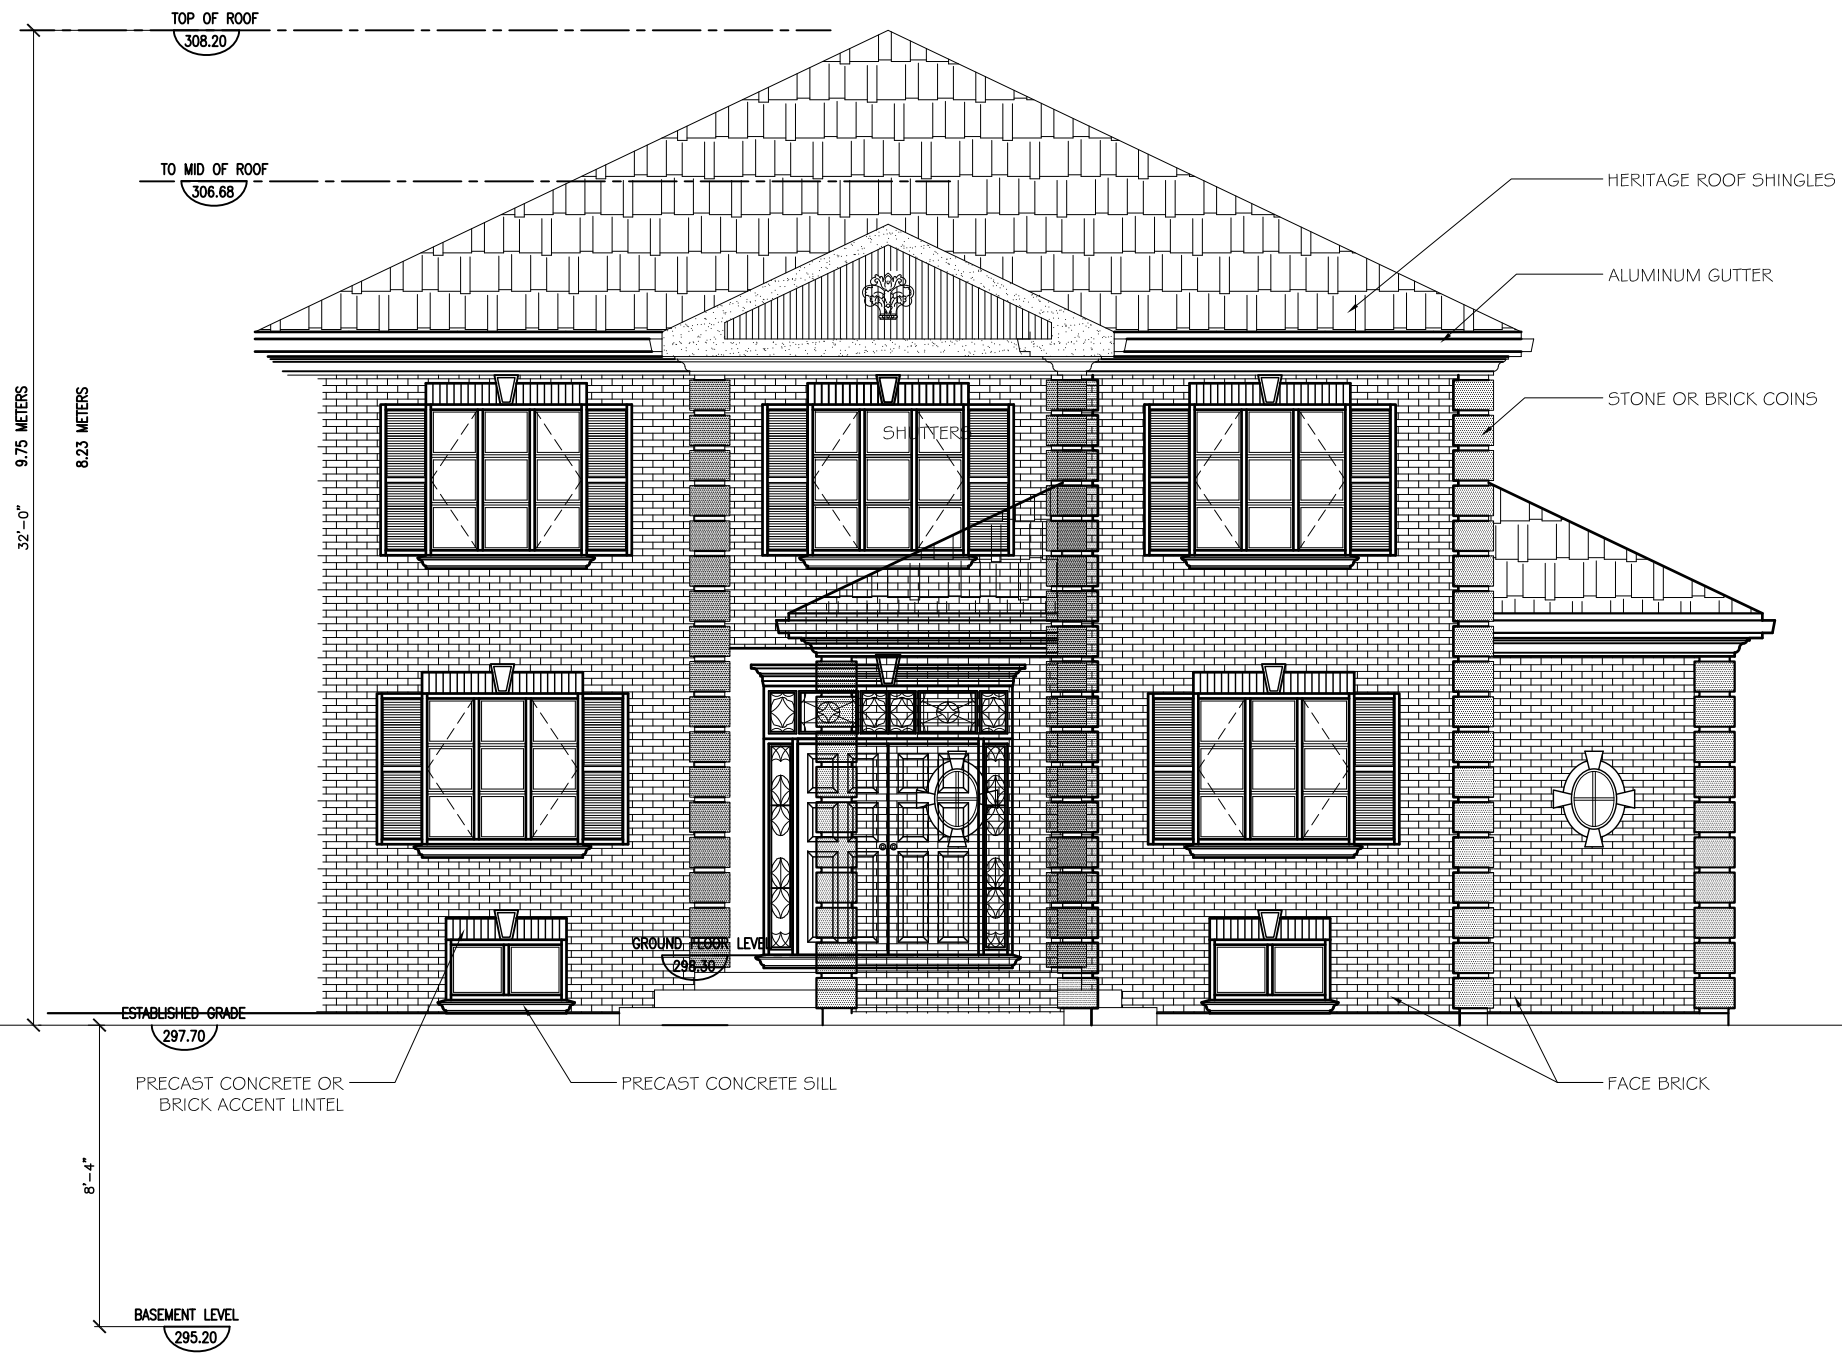 TOP OF ROOF
308.20
TO MID OF ROOF
306.68
HERITAGE ROOF SHINGLES
ALUMINUM GUTTER
STONE OR BRICK COINS
9.75 METERS
8.23 METERS
32'-0"
SHUTTERS
GROUND FLOOR LEVEL
298.30
ESTABLISHED GRADE
297.70
PRECAST CONCRETE OR
BRICK ACCENT LINTEL
PRECAST CONCRETE SILL
FACE BRICK
8'-4"
BASEMENT LEVEL
295.20